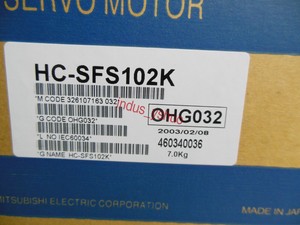 SERVO MOTOR
HC-SFS102K
*M CODE 326107163 032*
*G CODE OHG032*
*L NO IEC60034*
*G NAME HC-SFS102K*
OHG032
2003/02/08
460340036
7.0Kg
MITSUBISHI ELECTRIC CORPORATION
MADE IN JAPA